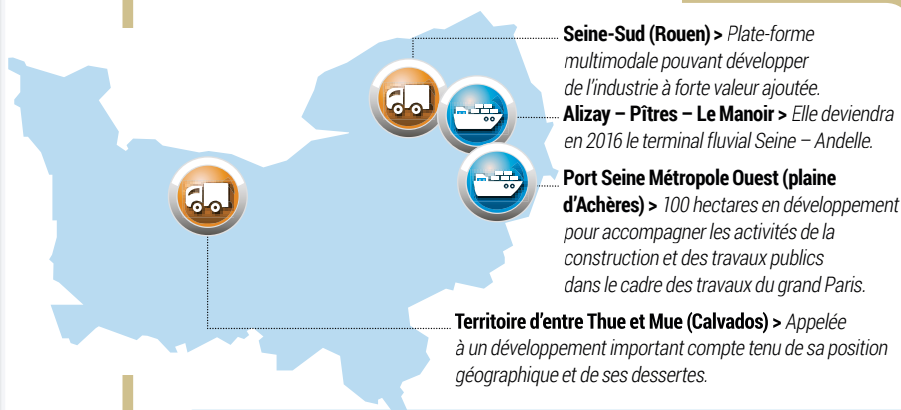 Seine-Sud (Rouen) > Plate-forme
multimodale pouvant développer
de l'industrie à forte valeur ajoutée.
Alizay – Pîtres – Le Manoir > Elle deviendra
en 2016 le terminal fluvial Seine – Andelle.
Port Seine Métropole Ouest (plaine
d'Achères) > 100 hectares en développement
pour accompagner les activités de la
construction et des travaux publics
dans le cadre des travaux du grand Paris.
Territoire d'entre Thue et Mue (Calvados) > Appelée
à un développement important compte tenu de sa position
géographique et de ses dessertes.